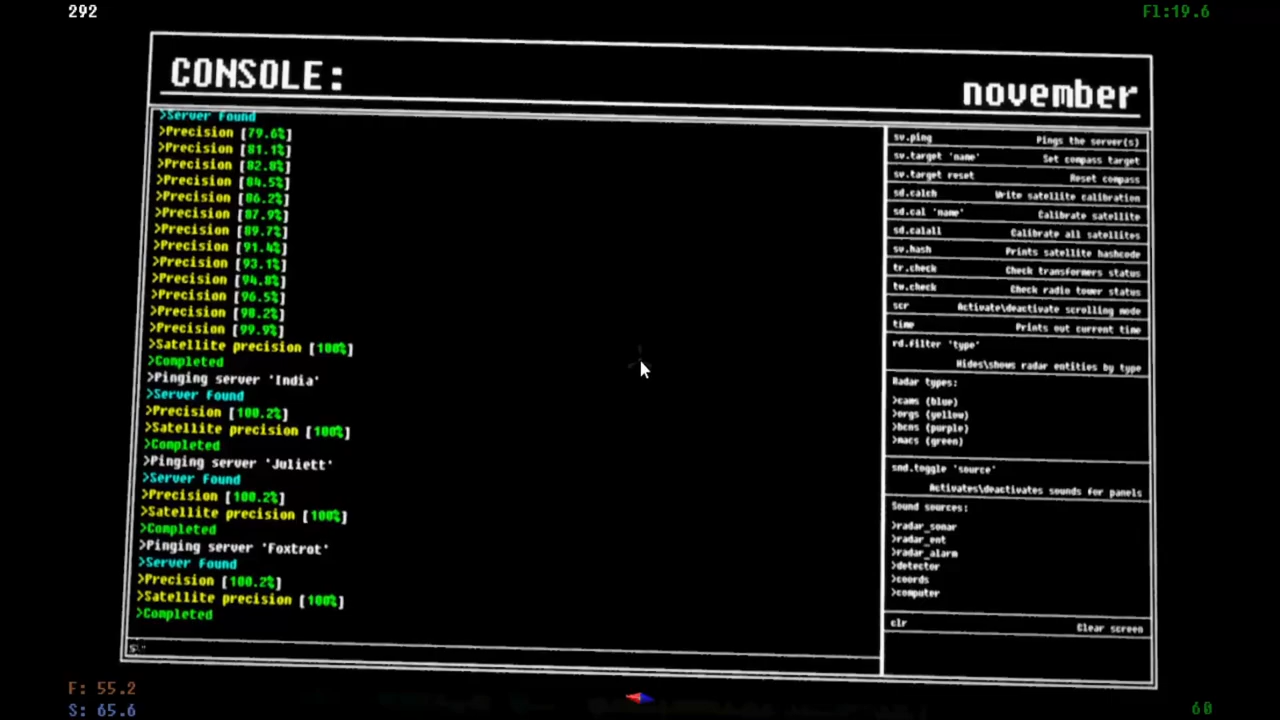 292
Fl:19.6
CONSOLE:
november
>Server Found
>Precision [79.6%]
>Precision [81.1%]
>Precision [82.8%]
>Precision [84.5%]
>Precision [86.2%]
>Precision [87.9%]
>Precision [89.7%]
>Precision [91.4%]
>Precision [93.1%]
>Precision [94.8%]
>Precision [96.5%]
>Precision [98.2%]
>Precision [99.9%]
>Satellite precision [100%]
>Completed
>Pinging server 'India'
>Server Found
>Precision [100.2%]
>Satellite precision [100%]
>Completed
>Pinging server 'Juliett'
>Server Found
>Precision [100.2%]
>Satellite precision [100%]
>Completed
>Pinging server 'Foxtrot'
>Server Found
>Precision [100.2%]
>Satellite precision [100%]
>Completed
sv.ping Pings the server(s)
sv.target 'name' Set compass target
sv.target reset Reset compass
sd.calch Write satellite calibration
sd.cal 'name' Calibrate satellite
sd.calall Calibrate all satellites
sv.hash Prints satellite hashcode
tr.check Check transformers status
tw.check Check radio tower status
scr Activate\deactivate scrolling mode
time Prints out current time
rd.filter 'type'
Hides\shows radar entities by type
Radar types:
>cams (blue)
>orgs (yellow)
>bcns (purple)
>macs (green)
snd.toggle 'source'
Activates\deactivates sounds for panels
Sound sources:
>radar_sonar
>radar_ent
>radar_alarm
>detector
>coords
>computer
clr Clear screen
F: 55.2
S: 65.6
60